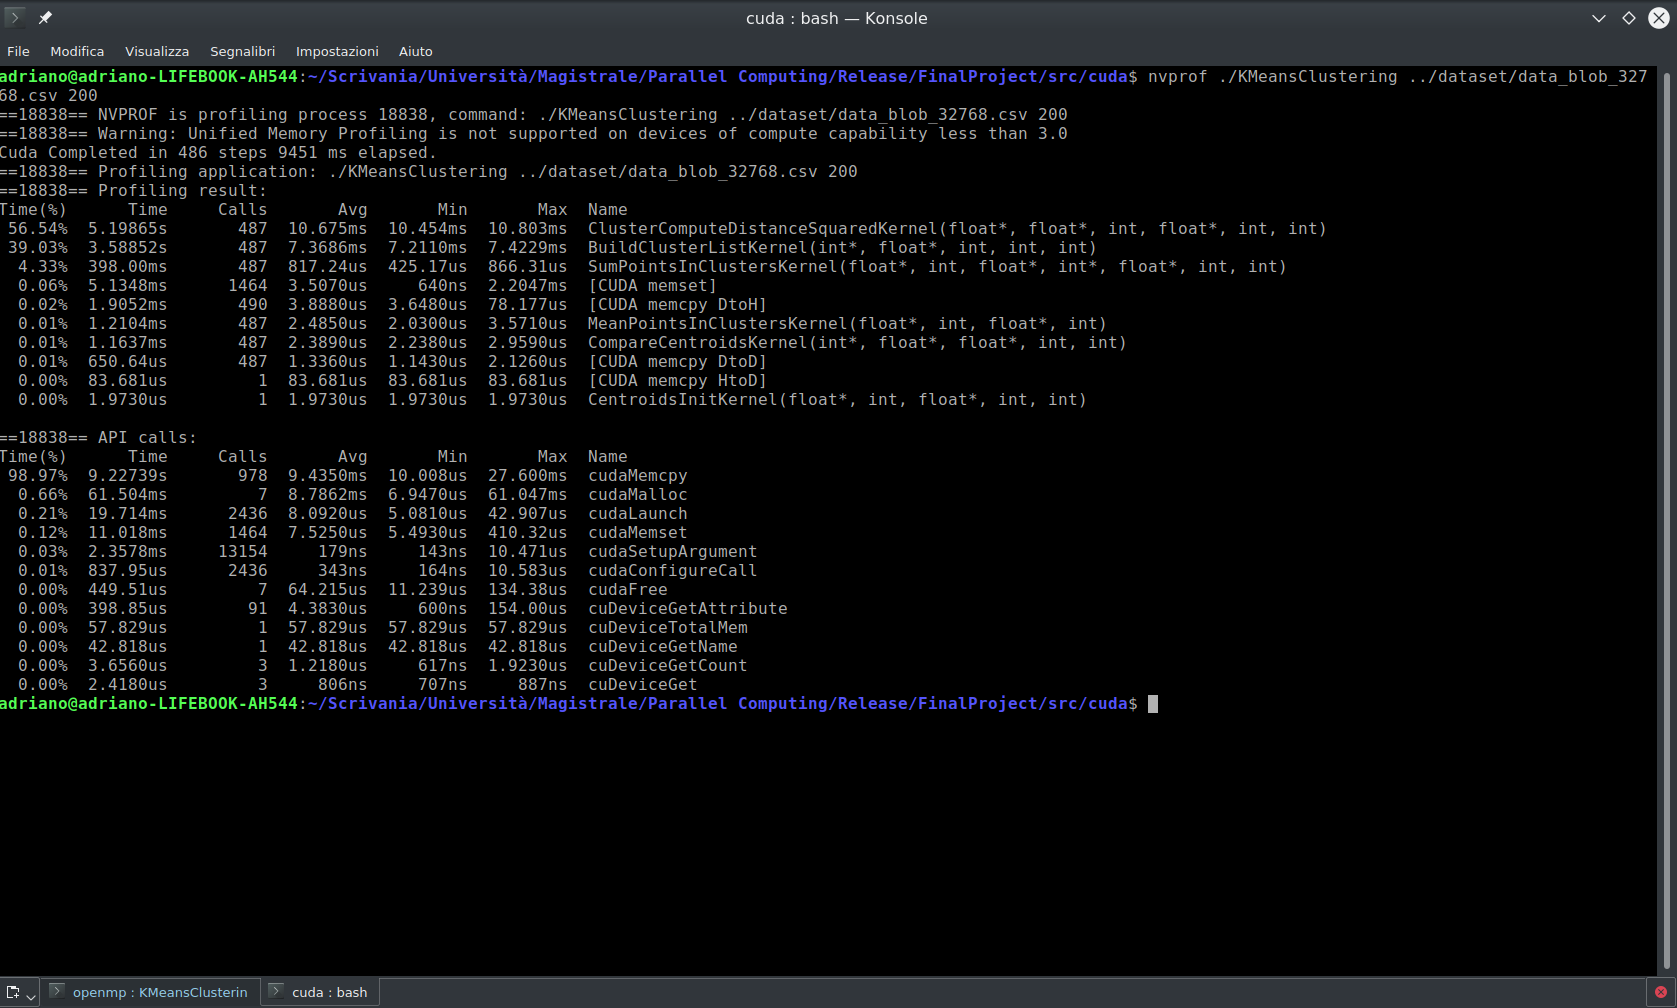 cuda : bash — Konsole
File Modifica Visualizza Segnalibri Impostazioni Aiuto
adriano@adriano-LIFEBOOK-AH544:~/Scrivania/Università/Magistrale/Parallel Computing/Release/FinalProject/src/cuda$ nvprof ./KMeansClustering ../dataset/data_blob_327
68.csv 200
==18838== NVPROF is profiling process 18838, command: ./KMeansClustering ../dataset/data_blob_32768.csv 200
==18838== Warning: Unified Memory Profiling is not supported on devices of compute capability less than 3.0
Cuda Completed in 486 steps 9451 ms elapsed.
==18838== Profiling application: ./KMeansClustering ../dataset/data_blob_32768.csv 200
==18838== Profiling result:
Time(%)      Time     Calls       Avg       Min       Max  Name
 56.54%  5.19865s       487  10.675ms  10.454ms  10.803ms  ClusterComputeDistanceSquaredKernel(float*, float*, int, float*, int, int)
 39.03%  3.58852s       487  7.3686ms  7.2110ms  7.4229ms  BuildClusterListKernel(int*, float*, int, int, int)
  4.33%  398.00ms       487  817.24us  425.17us  866.31us  SumPointsInClustersKernel(float*, int, float*, int*, float*, int, int)
  0.06%  5.1348ms      1464  3.5070us     640ns  2.2047ms  [CUDA memset]
  0.02%  1.9052ms       490  3.8880us  3.6480us  78.177us  [CUDA memcpy DtoH]
  0.01%  1.2104ms       487  2.4850us  2.0300us  3.5710us  MeanPointsInClustersKernel(float*, int, float*, int)
  0.01%  1.1637ms       487  2.3890us  2.2380us  2.9590us  CompareCentroidsKernel(int*, float*, float*, int, int)
  0.01%  650.64us       487  1.3360us  1.1430us  2.1260us  [CUDA memcpy DtoD]
  0.00%  83.681us         1  83.681us  83.681us  83.681us  [CUDA memcpy HtoD]
  0.00%  1.9730us         1  1.9730us  1.9730us  1.9730us  CentroidsInitKernel(float*, int, float*, int, int)
==18838== API calls:
Time(%)      Time     Calls       Avg       Min       Max  Name
 98.97%  9.22739s       978  9.4350ms  10.008us  27.600ms  cudaMemcpy
  0.66%  61.504ms         7  8.7862ms  6.9470us  61.047ms  cudaMalloc
  0.21%  19.714ms      2436  8.0920us  5.0810us  42.907us  cudaLaunch
  0.12%  11.018ms      1464  7.5250us  5.4930us  410.32us  cudaMemset
  0.03%  2.3578ms     13154     179ns     143ns  10.471us  cudaSetupArgument
  0.01%  837.95us      2436     343ns     164ns  10.583us  cudaConfigureCall
  0.00%  449.51us         7  64.215us  11.239us  134.38us  cudaFree
  0.00%  398.85us        91  4.3830us     600ns  154.00us  cuDeviceGetAttribute
  0.00%  57.829us         1  57.829us  57.829us  57.829us  cuDeviceTotalMem
  0.00%  42.818us         1  42.818us  42.818us  42.818us  cuDeviceGetName
  0.00%  3.6560us         3  1.2180us     617ns  1.9230us  cuDeviceGetCount
  0.00%  2.4180us         3     806ns     707ns     887ns  cuDeviceGet
adriano@adriano-LIFEBOOK-AH544:~/Scrivania/Università/Magistrale/Parallel Computing/Release/FinalProject/src/cuda$
openmp : KMeansClusterin cuda : bash